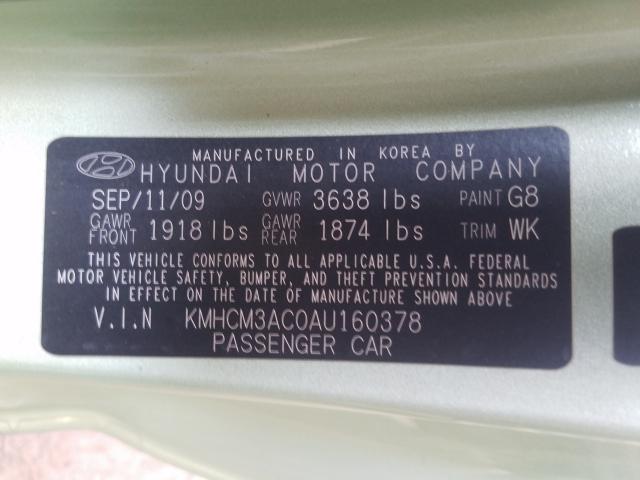 MANUFACTURED IN KOREA BY
HYUNDAI MOTOR COMPANY
SEP/11/09 GVWR 3638 lbs PAINT G8
GAWR FRONT 1918 lbs GAWR REAR 1874 lbs TRIM WK
THIS VEHICLE CONFORMS TO ALL APPLICABLE U.S.A. FEDERAL
MOTOR VEHICLE SAFETY, BUMPER, AND THEFT PREVENTION STANDARDS
IN EFFECT ON THE DATE OF MANUFACTURE SHOWN ABOVE
V.I.N KMHCM3AC0AU160378
PASSENGER CAR